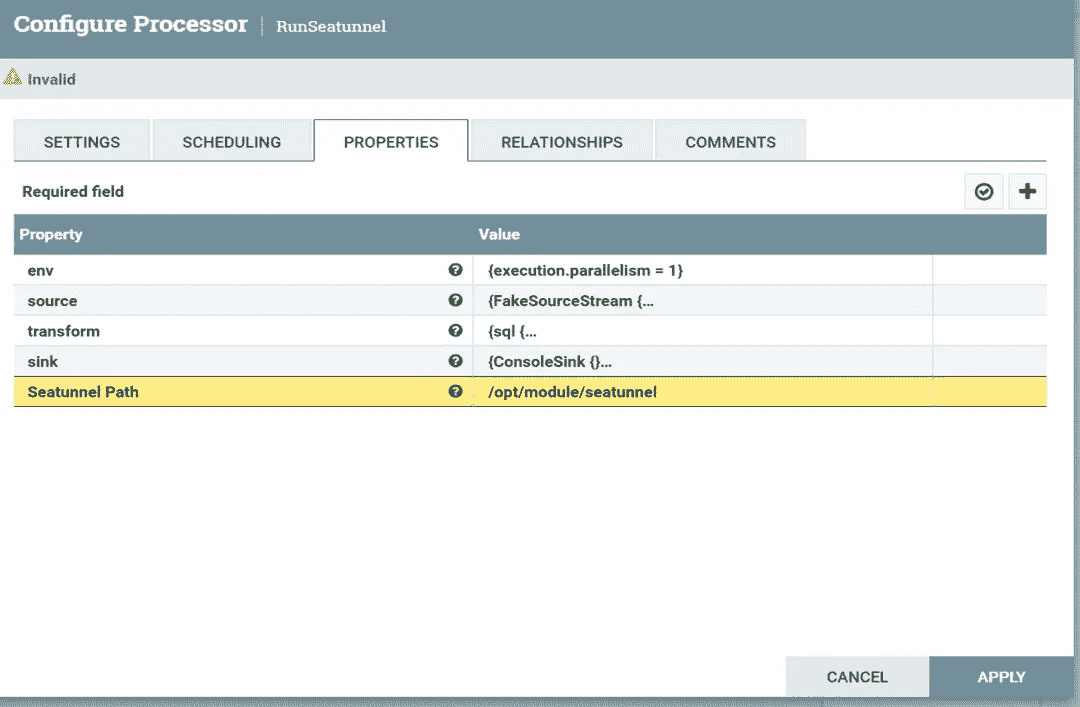 Configure Processor | RunSeatunnel
Invalid
SETTINGS SCHEDULING PROPERTIES RELATIONSHIPS COMMENTS
Required field
Property Value
env {execution.parallelism = 1}
source {FakeSourceStream {...
transform {sql {...
sink {ConsoleSink {}...
Seatunnel Path /opt/module/seatunnel
CANCEL APPLY